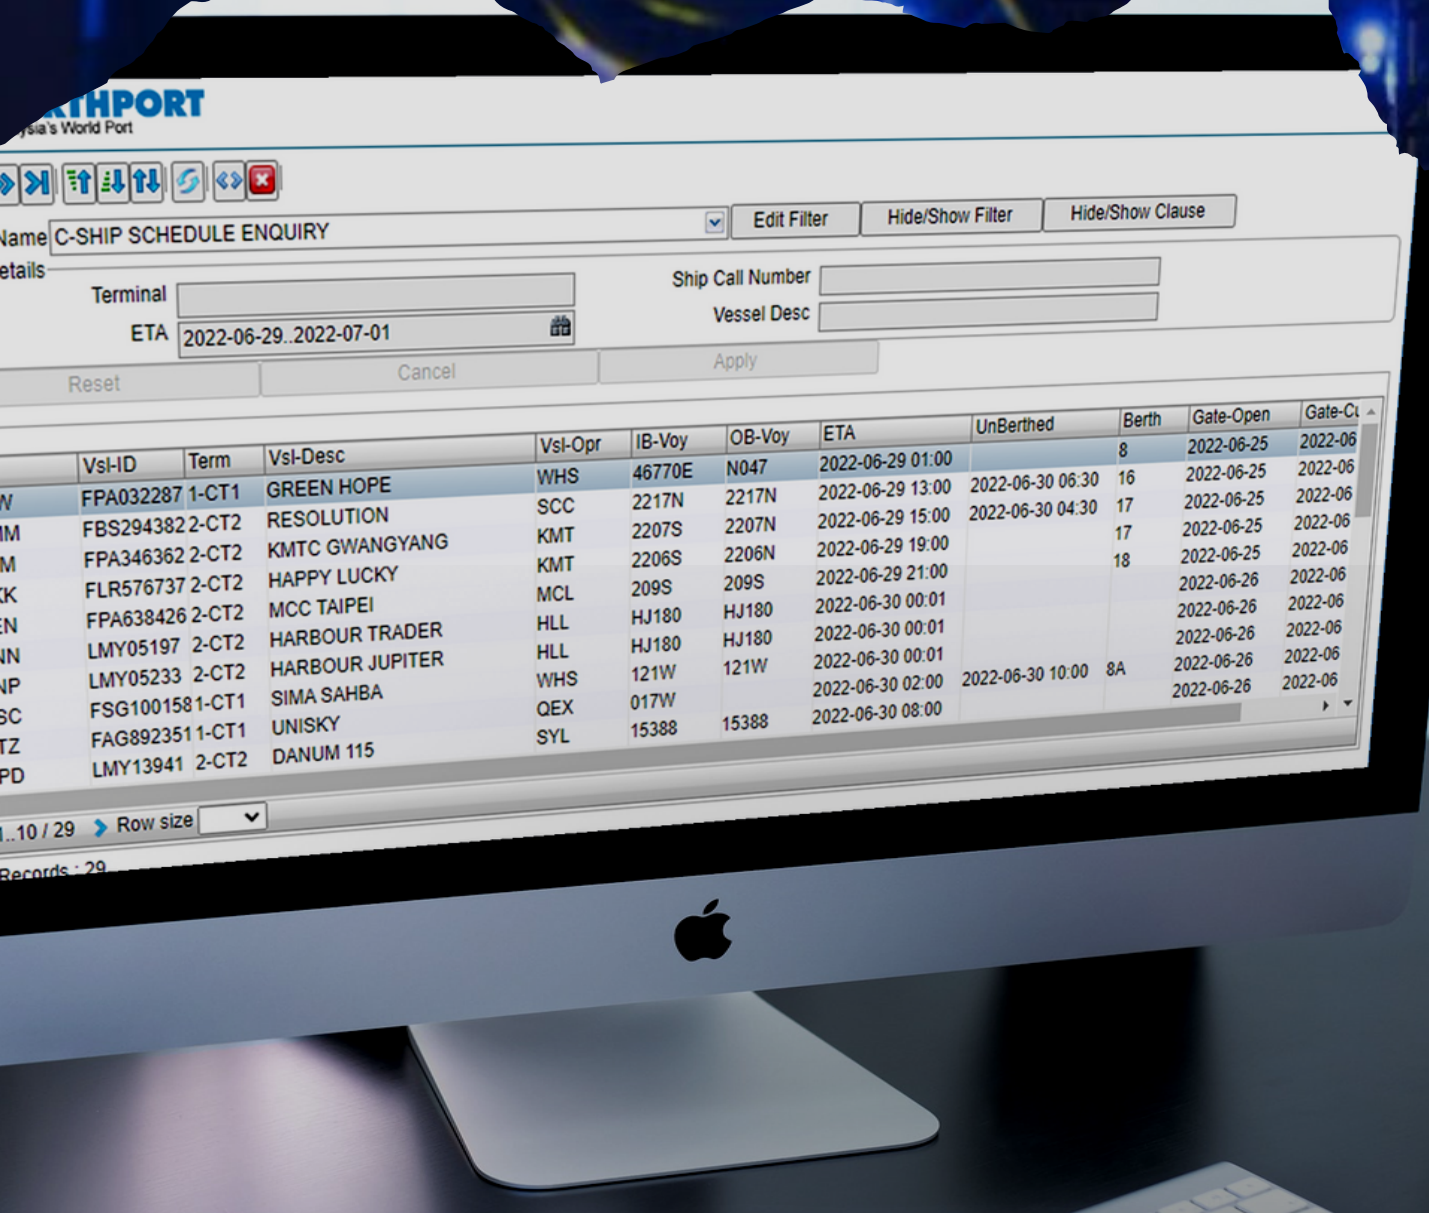 THPORT
ysia's World Port
Name C-SHIP SCHEDULE ENQUIRY Edit Filter Hide/Show Filter Hide/Show Clause
etails
Terminal Ship Call Number
ETA 2022-06-29..2022-07-01 Vessel Desc
Reset Cancel Apply
Vsl-ID Term Vsl-Desc Vsl-Opr IB-Voy OB-Voy ETA UnBerthed Berth Gate-Open Gate-Cu
W FPA032287 1-CT1 GREEN HOPE WHS 46770E N047 2022-06-29 01:00 8 2022-06-25 2022-06
MM FBS294382 2-CT2 RESOLUTION SCC 2217N 2217N 2022-06-29 13:00 2022-06-30 06:30 16 2022-06-25 2022-06
M FPA346362 2-CT2 KMTC GWANGYANG KMT 2207S 2207N 2022-06-29 15:00 2022-06-30 04:30 17 2022-06-25 2022-06
KK FLR576737 2-CT2 HAPPY LUCKY KMT 2206S 2206N 2022-06-29 19:00 17 2022-06-25 2022-06
EN FPA638426 2-CT2 MCC TAIPEI MCL 209S 209S 2022-06-29 21:00 18 2022-06-25 2022-06
NN LMY05197 2-CT2 HARBOUR TRADER HLL HJ180 HJ180 2022-06-30 00:01 2022-06-26 2022-06
NP LMY05233 2-CT2 HARBOUR JUPITER HLL HJ180 HJ180 2022-06-30 00:01 2022-06-26 2022-06
SC FSG100158 1-CT1 SIMA SAHBA WHS 121W 121W 2022-06-30 00:01 2022-06-26 2022-06
TZ FAG892351 1-CT1 UNISKY QEX 017W 2022-06-30 02:00 2022-06-30 10:00 8A 2022-06-26 2022-06
PD LMY13941 2-CT2 DANUM 115 SYL 15388 15388 2022-06-30 08:00 2022-06-26 2022-06
1..10 / 29 Row size
Records : 29